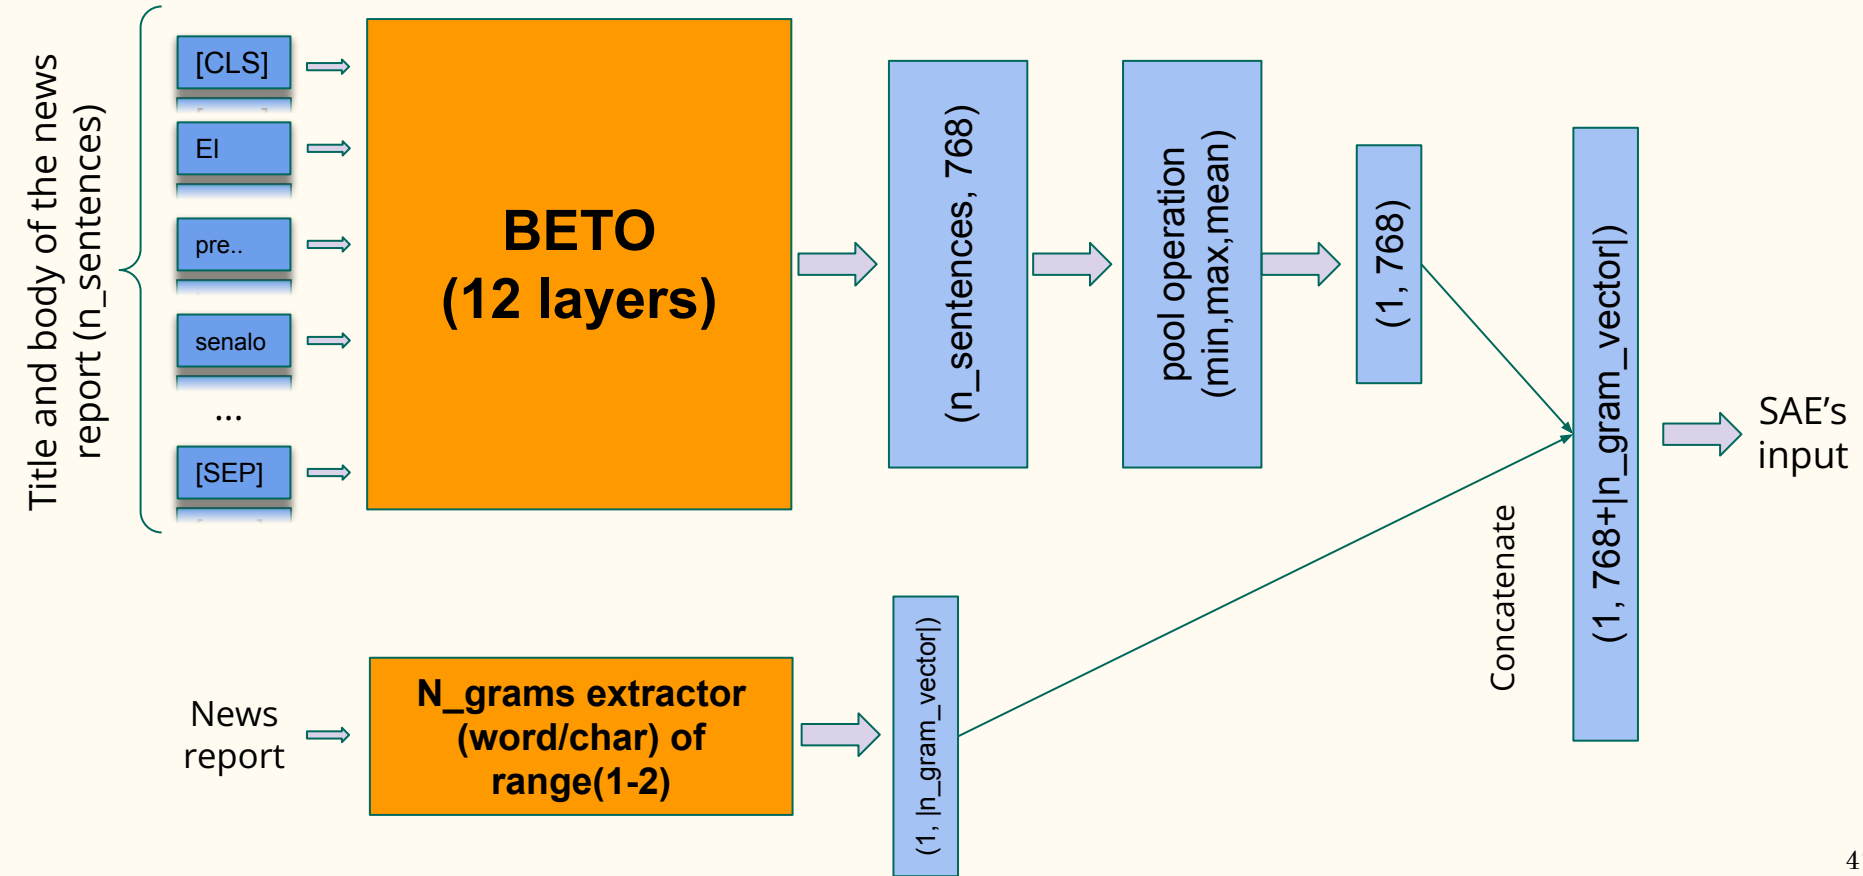 Title and body of the news
report (n_sentences)
[CLS]
El
pre..
senalo
...
[SEP]
BETO
(12 layers)
(n_sentences, 768)
pool operation
(min,max,mean)
(1, 768)
(1, 768+|n_gram_vector|)
SAE's
input
Concatenate
News
report
N_grams extractor
(word/char) of
range(1-2)
(1, |n_gram_vector|)
4